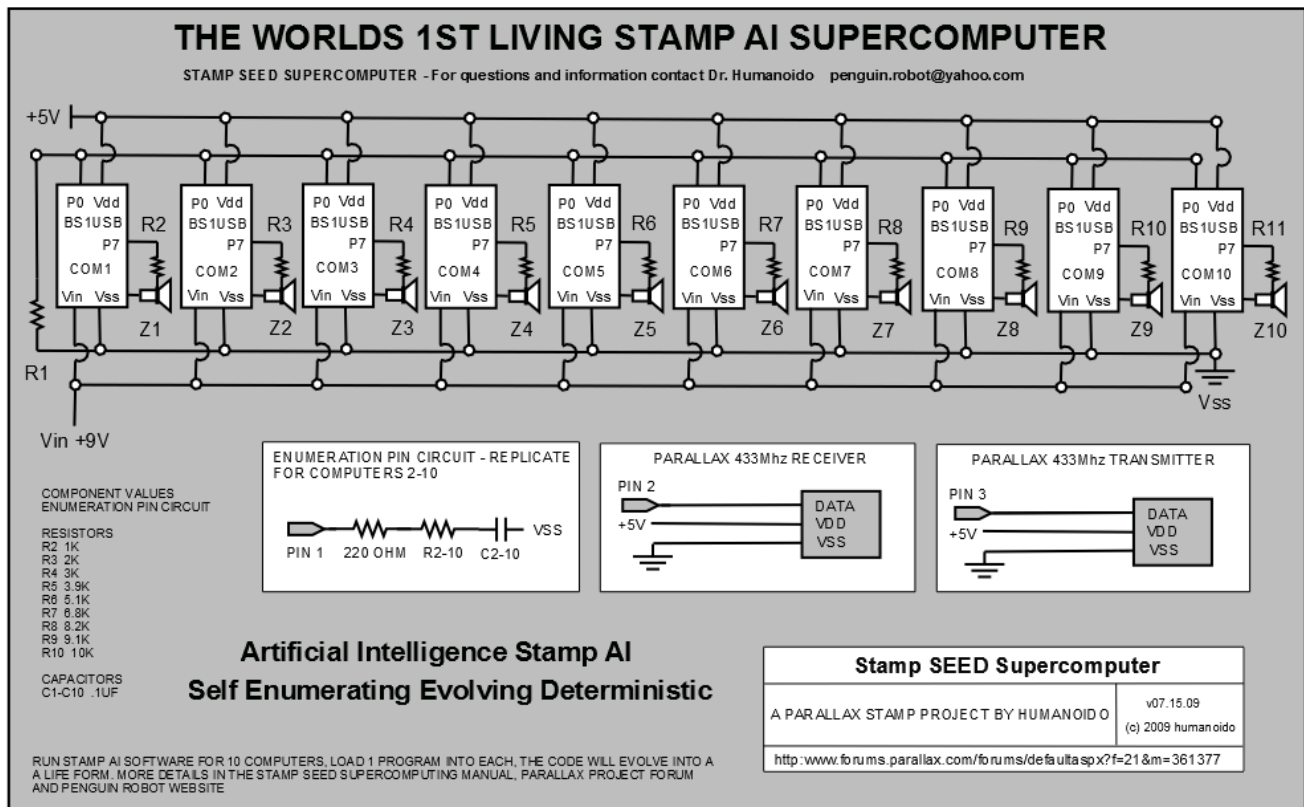 THE WORLDS 1ST LIVING STAMP AI SUPERCOMPUTER
STAMP SEED SUPERCOMPUTER - For questions and information contact Dr. Humanoido penguin.robot@yahoo.com
+5V
P0 Vdd
BS1USB
P7
COM1
Vin Vss
R2
Z1
P0 Vdd
BS1USB
P7
COM2
Vin Vss
R3
Z2
P0 Vdd
BS1USB
P7
COM3
Vin Vss
R4
Z3
P0 Vdd
BS1USB
P7
COM4
Vin Vss
R5
Z4
P0 Vdd
BS1USB
P7
COM5
Vin Vss
R6
Z5
P0 Vdd
BS1USB
P7
COM6
Vin Vss
R7
Z6
P0 Vdd
BS1USB
P7
COM7
Vin Vss
R8
Z7
P0 Vdd
BS1USB
P7
COM8
Vin Vss
R9
Z8
P0 Vdd
BS1USB
P7
COM9
Vin Vss
R10
Z9
P0 Vdd
BS1USB
P7
COM10
Vin Vss
R11
Z10
R1
Vss
Vin +9V
COMPONENT VALUES
ENUMERATION PIN CIRCUIT
RESISTORS
R2 1K
R3 2K
R4 3K
R5 3.9K
R6 5.1K
R7 6.8K
R8 8.2K
R9 9.1K
R10 10K
CAPACITORS
C1-C10 .1UF
ENUMERATION PIN CIRCUIT - REPLICATE
FOR COMPUTERS 2-10
PIN 1
220 OHM
R2-10
C2-10
VSS
PARALLAX 433Mhz RECEIVER
PIN 2
+5V
DATA
VDD
VSS
PARALLAX 433Mhz TRANSMITTER
PIN 3
+5V
DATA
VDD
VSS
Artificial Intelligence Stamp AI
Self Enumerating Evolving Deterministic
Stamp SEED Supercomputer
A PARALLAX STAMP PROJECT BY HUMANOIDO
v07.15.09
(c) 2009 humanoido
http:www.forums.parallax.com/forums/defaultaspx?f=21&m=361377
RUN STAMP AI SOFTWARE FOR 10 COMPUTERS, LOAD 1 PROGRAM INTO EACH, THE CODE WILL EVOLVE INTO A
A LIFE FORM. MORE DETAILS IN THE STAMP SEED SUPERCOMPUTING MANUAL, PARALLAX PROJECT FORUM
AND PENGUIN ROBOT WEBSITE